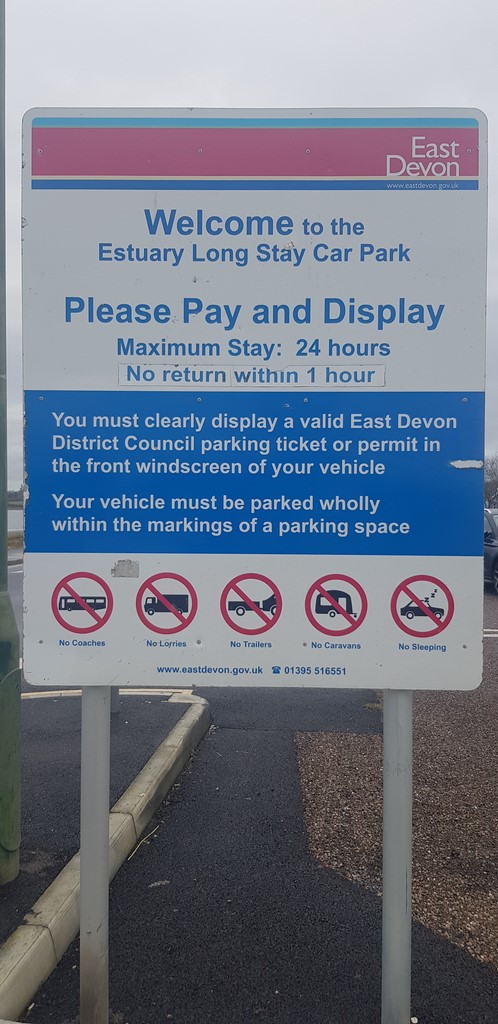 East
Devon
www.eastdevon.gov.uk
Welcome to the
Estuary Long Stay Car Park
Please Pay and Display
Maximum Stay: 24 hours
No return within 1 hour
You must clearly display a valid East Devon
District Council parking ticket or permit in
the front windscreen of your vehicle
Your vehicle must be parked wholly
within the markings of a parking space
z z z
No Coaches No Lorries No Trailers No Caravans No Sleeping
www.eastdevon.gov.uk ☎ 01395 516551